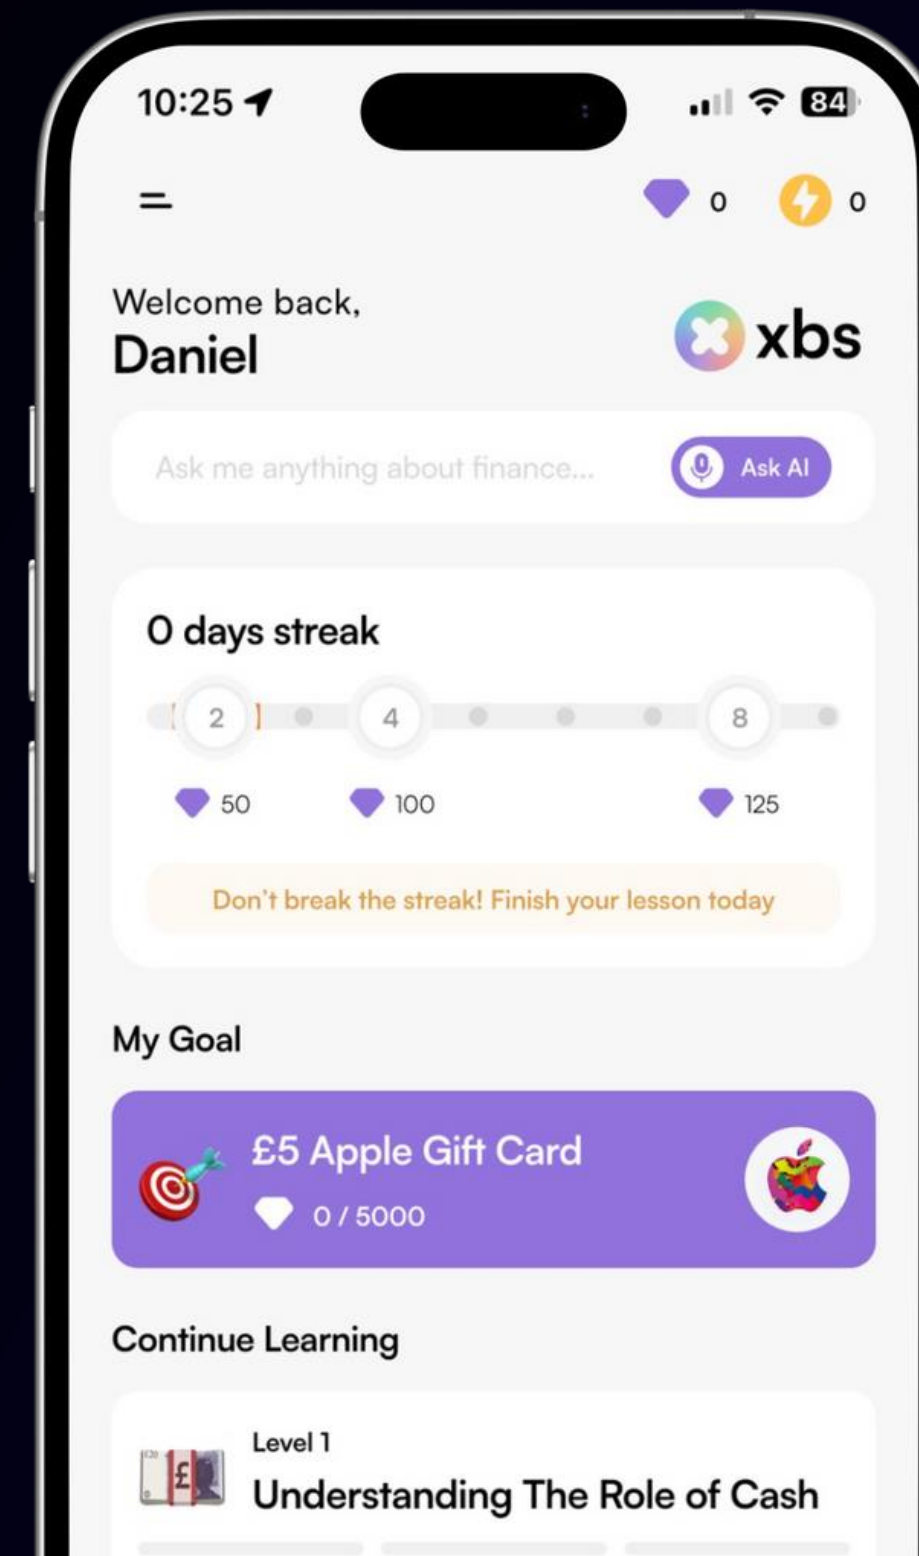 10:25
84
0
0
Welcome back,
Daniel
xbs
Ask me anything about finance...
Ask AI
0 days streak
2
4
8
50
100
125
Don't break the streak! Finish your lesson today
My Goal
£5 Apple Gift Card
0 / 5000
Continue Learning
£20
£
Level 1
Understanding The Role of Cash